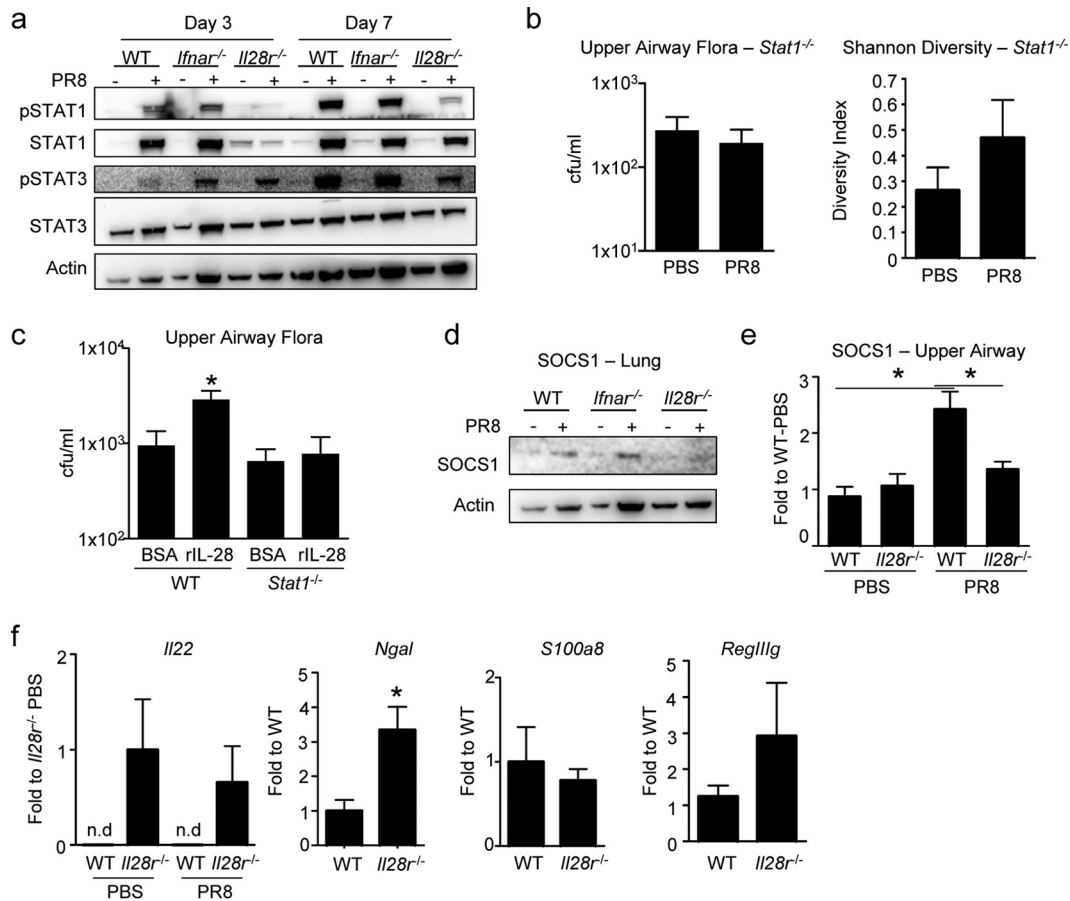 a
Day 3 Day 7
WT Ifnar-/- Il28r-/- WT Ifnar-/- Il28r-/-
PR8 - + - + - + - + - + - +
pSTAT1
STAT1
pSTAT3
STAT3
Actin
b
Upper Airway Flora – Stat1-/-
1x10³
1x10²
1x10¹
cfu/ml
PBS PR8
Shannon Diversity – Stat1-/-
0.7
0.6
0.5
0.4
0.3
0.2
0.1
0
Diversity Index
PBS PR8
c
Upper Airway Flora
1x10⁴
1x10³
1x10²
cfu/ml
*
BSA rIL-28 BSA rIL-28
WT Stat1-/-
d
SOCS1 – Lung
WT Ifnar-/- Il28r-/-
PR8 - + - + - +
SOCS1
Actin
e
SOCS1 – Upper Airway
* *
3
2
1
0
Fold to WT-PBS
WT Il28r-/- WT Il28r-/-
PBS PR8
f
Il22
2
1
0
Fold to Il28r-/- PBS
n.d n.d
WT Il28r-/- WT Il28r-/-
PBS PR8
Ngal
5
4
3
2
1
0
Fold to WT
*
WT Il28r-/-
S100a8
2
1
0
Fold to WT
WT Il28r-/-
RegIIIg
5
4
3
2
1
0
Fold to WT
WT Il28r-/-